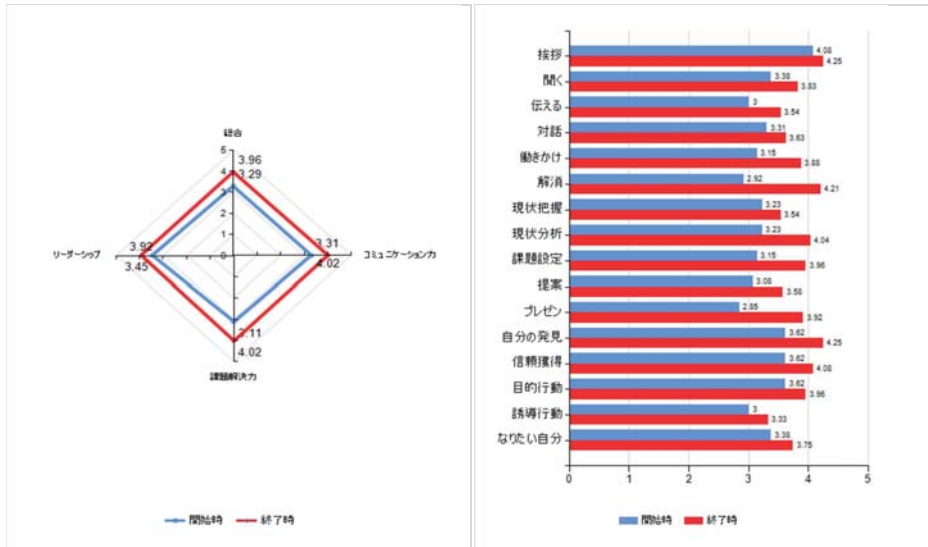 総合
5
3.96
4
3.29
3
2
1
0
リーダーシップ
3.92
3.45
3.31
4.02
コミュニケーション力
3.11
4.02
課題解決力
開始時
終了時
挨拶
4.08
4.25
聞く
3.38
3.83
伝える
3
3.54
対話
3.31
3.63
働きかけ
3.15
3.88
解消
2.92
4.21
現状把握
3.23
3.54
現状分析
3.23
4.04
課題設定
3.15
3.96
提案
3.08
3.58
プレゼン
2.85
3.92
自分の発見
3.62
4.25
信頼獲得
3.62
4.08
目的行動
3.62
3.96
誘導行動
3
3.33
なりたい自分
3.38
3.75
0 1 2 3 4 5
開始時 終了時